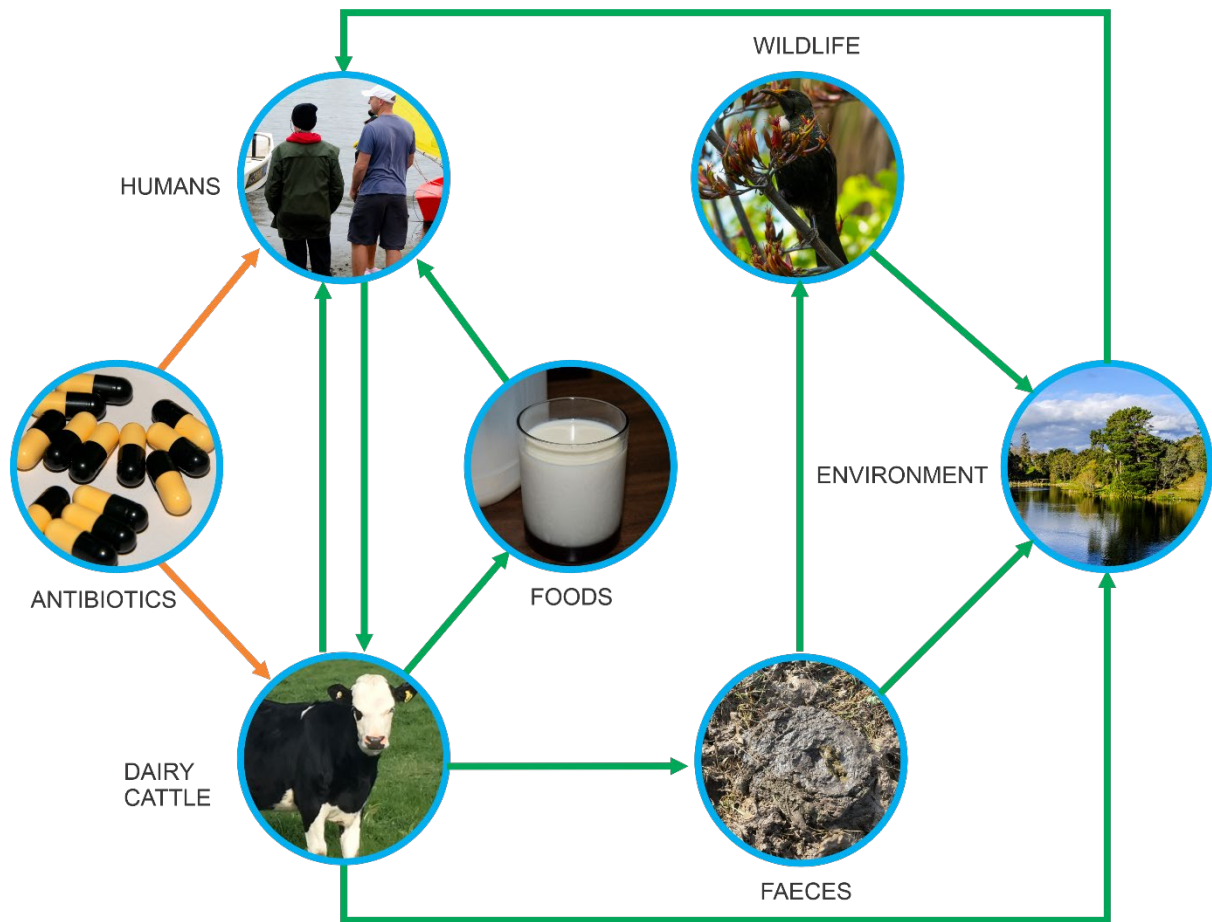 WILDLIFE
HUMANS
ENVIRONMENT
ANTIBIOTICS
FOODS
DAIRY
CATTLE
FAECES